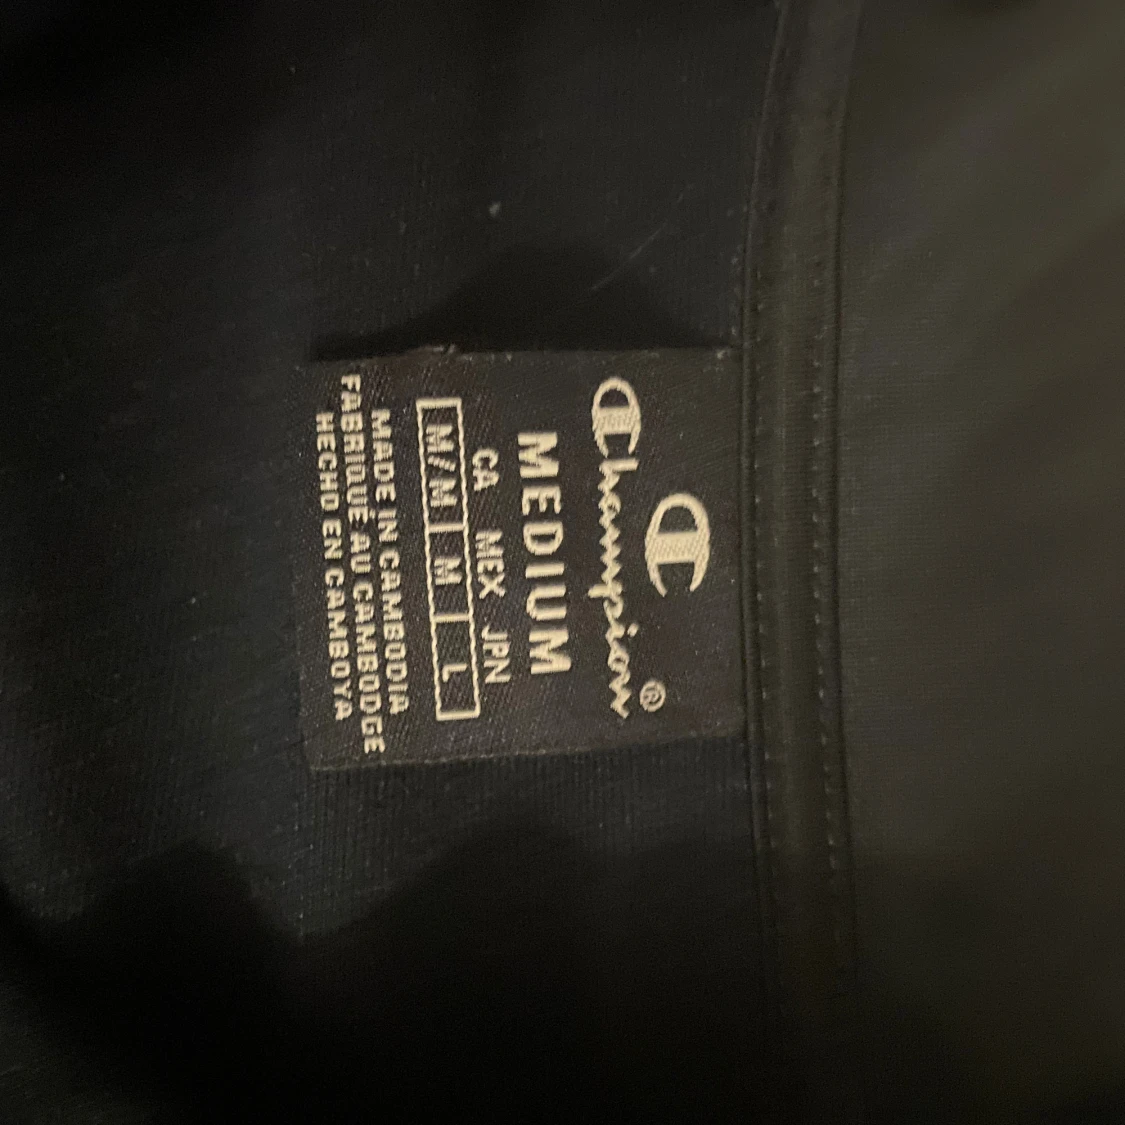 C
Champion®
MEDIUM
CA MEX JPN
M/M | M | L
MADE IN CAMBODIA
FABRIQUÉ AU CAMBODGE
HECHO EN CAMBOYA